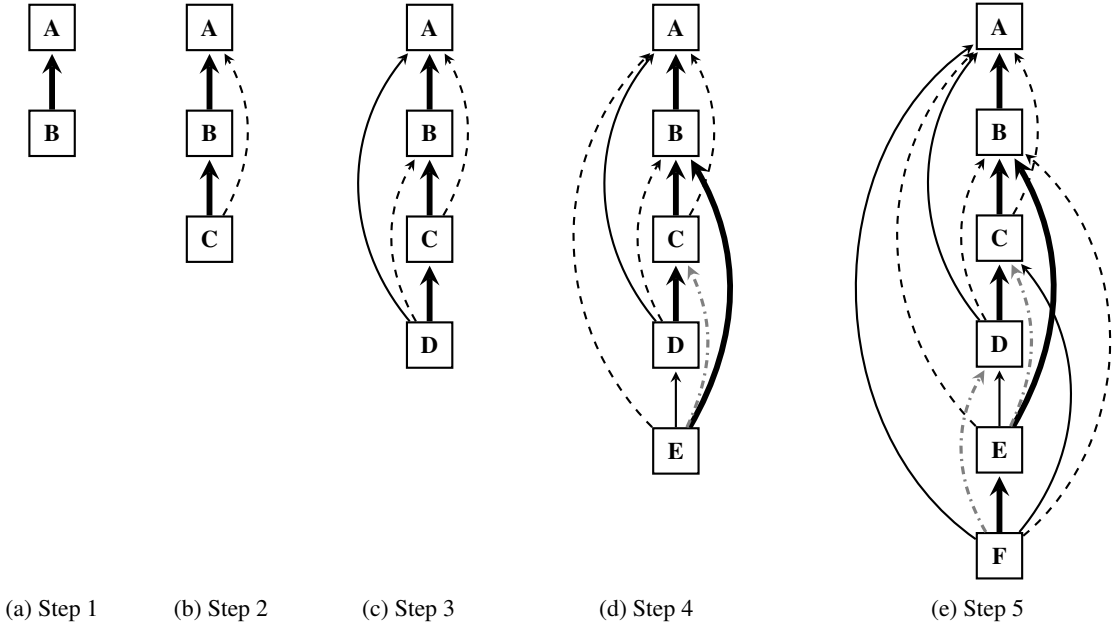 A A A A A
B B B B B
C C C C
D D D
E E
F
(a) Step 1 (b) Step 2 (c) Step 3 (d) Step 4 (e) Step 5